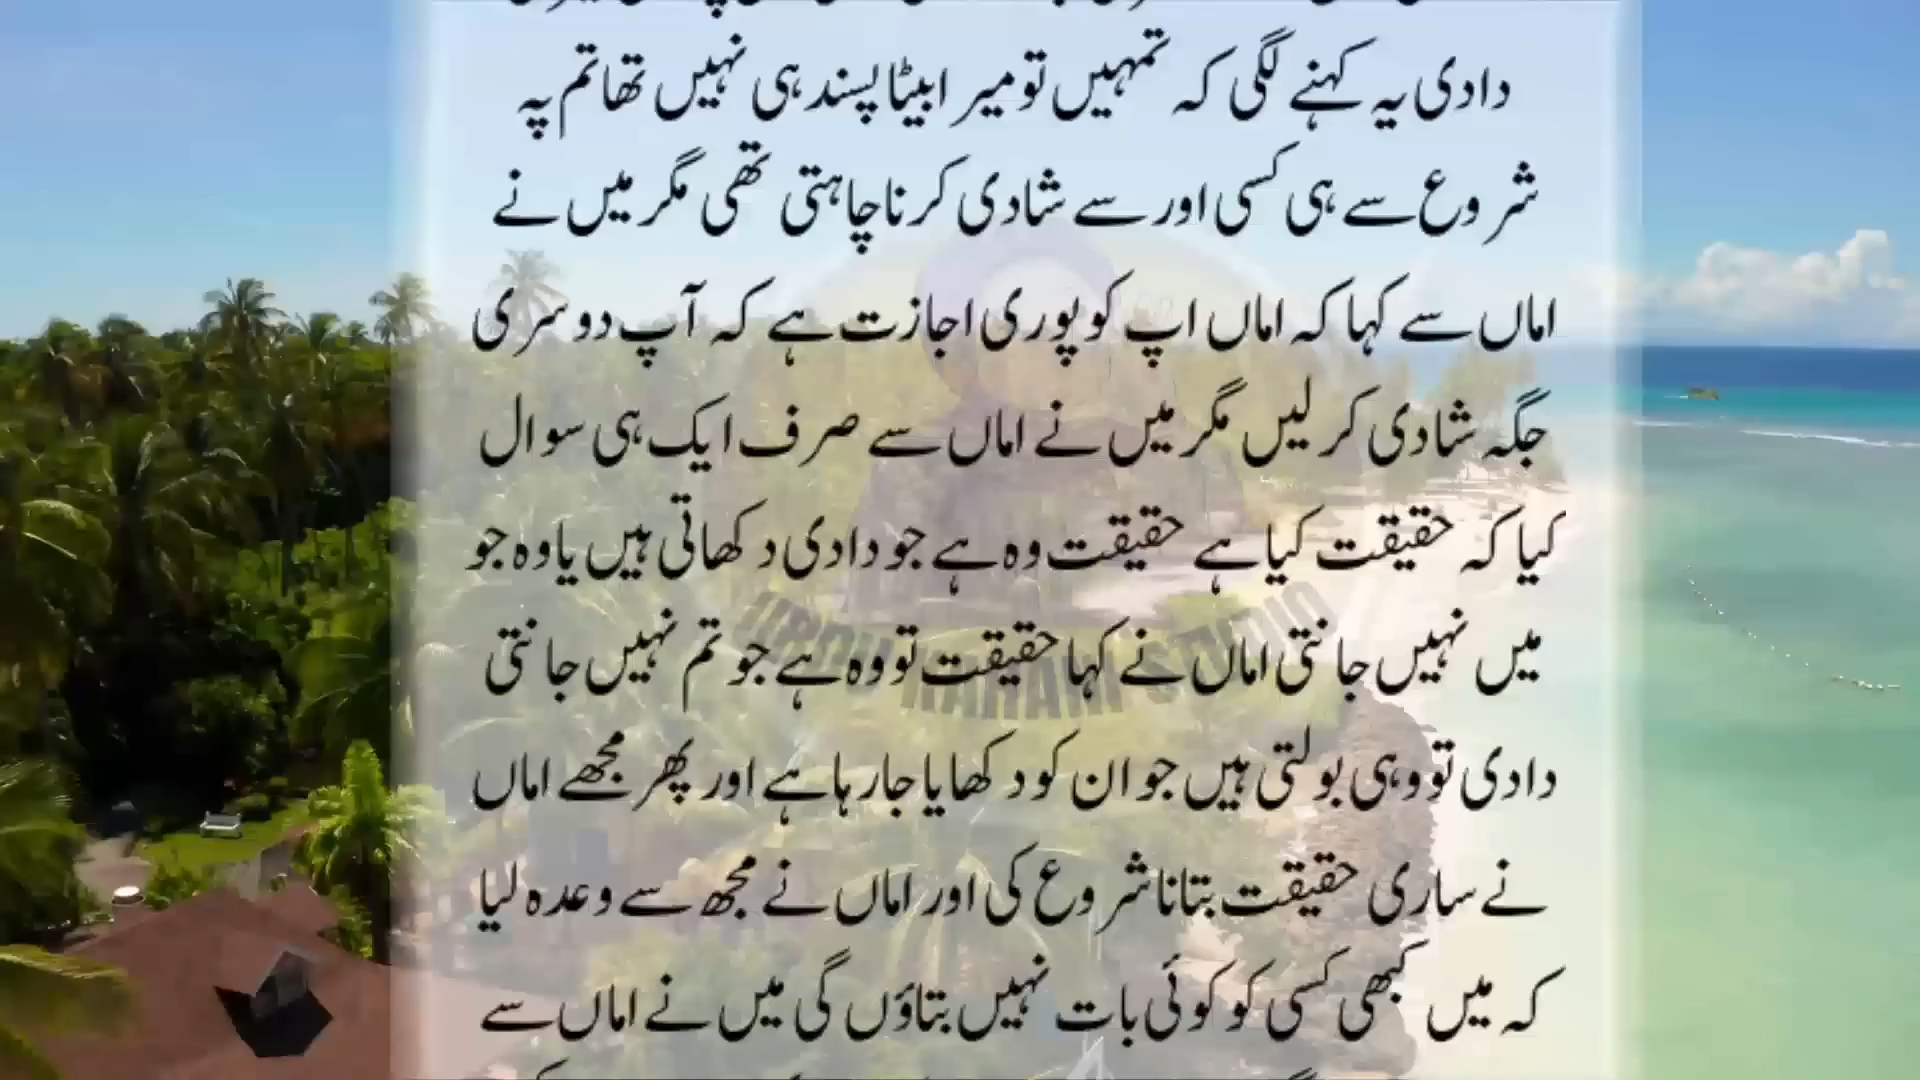 دادی یہ کہنے لگی کہ تمہیں تو میرا بیٹا پسند ہی نہیں تھا تم پہ
شروع سے ہی کسی اور سے شادی کرنا چاہتی تھی مگر میں نے
اماں سے کہا کہ اماں اپ کو پوری اجازت ہے کہ آپ دوسری
جگہ شادی کر لیں مگر میں نے اماں سے صرف ایک ہی سوال
کیا کہ حقیقت کیا ہے حقیقت وہ ہے جو دادی دکھاتی ہیں یا وہ جو
میں نہیں جانتی اماں نے کہا حقیقت تو وہ ہے جو تم نہیں جانتی
دادی تو وہی بولتی ہیں جو ان کو دکھایا جا رہا ہے اور پھر مجھے اماں
نے ساری حقیقت بتانا شروع کی اور اماں نے مجھ سے وعدہ لیا
کہ میں کبھی کسی کو کوئی بات نہیں بتاؤں گی میں نے اماں سے
URDU KAHANI STUDIO